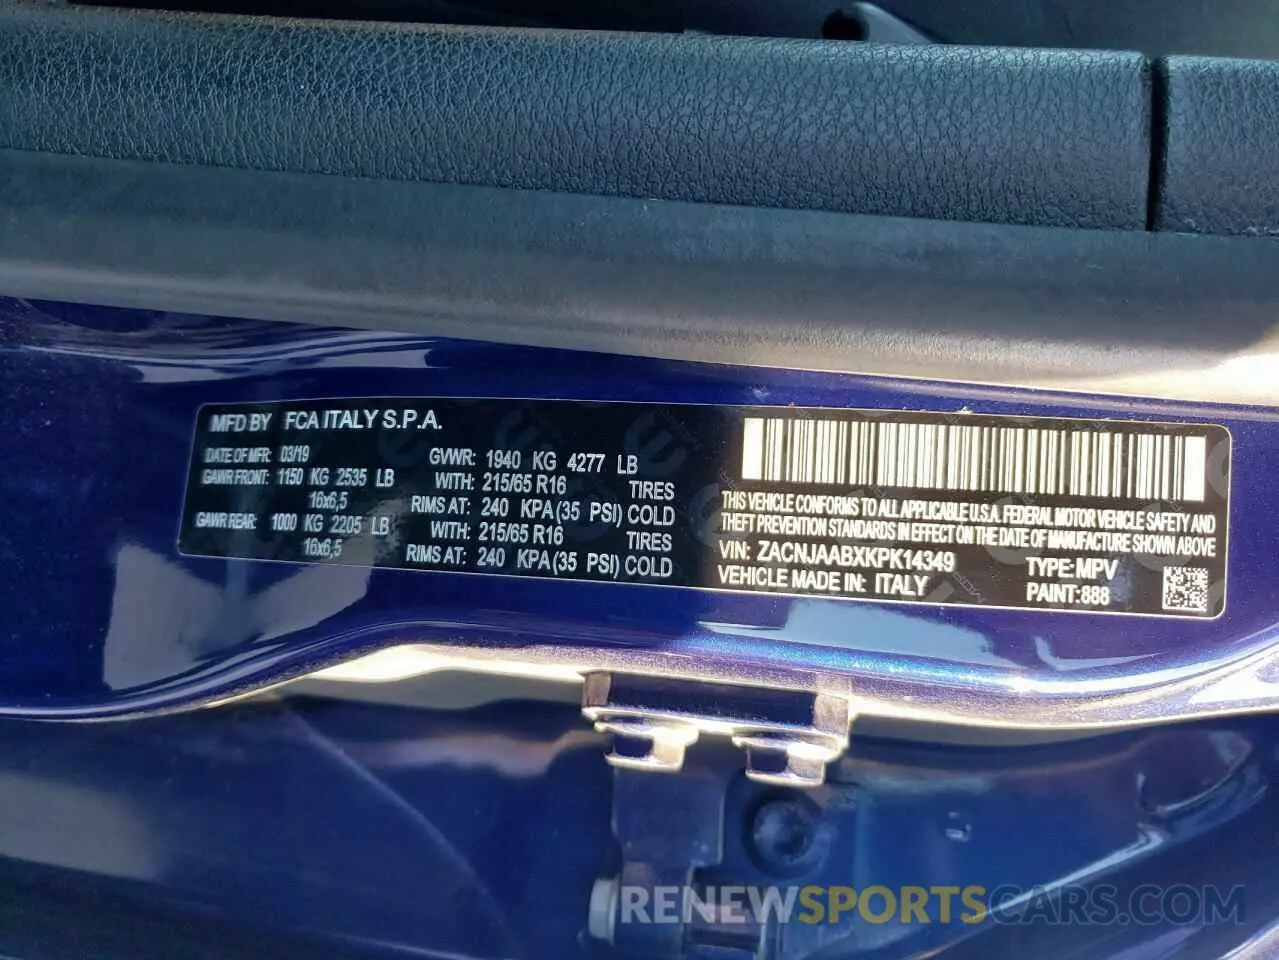 MFD BY FCA ITALY S.P.A.
DATE OF MFR: 03/19 GVWR: 1940 KG 4277 LB
GAWR FRONT: 1150 KG 2535 LB WITH: 215/65 R16 TIRES
16x6,5 RIMS AT: 240 KPA (35 PSI) COLD
GAWR REAR: 1000 KG 2205 LB WITH: 215/65 R16 TIRES
16x6,5 RIMS AT: 240 KPA (35 PSI) COLD
THIS VEHICLE CONFORMS TO ALL APPLICABLE U.S.A. FEDERAL MOTOR VEHICLE SAFETY AND
THEFT PREVENTION STANDARDS IN EFFECT ON THE DATE OF MANUFACTURE SHOWN ABOVE
VIN: ZACNJAABXKPK14349 TYPE: MPV
VEHICLE MADE IN: ITALY PAINT: 888
RENEWSPORTSCARS.COM